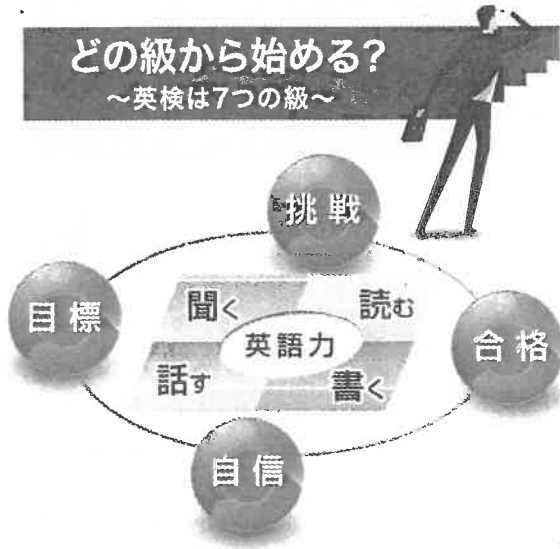 どの級から始める?
～英検は7つの級～
挑戦
目標
聞く
読む
英語力
合格
話す
書く
自信